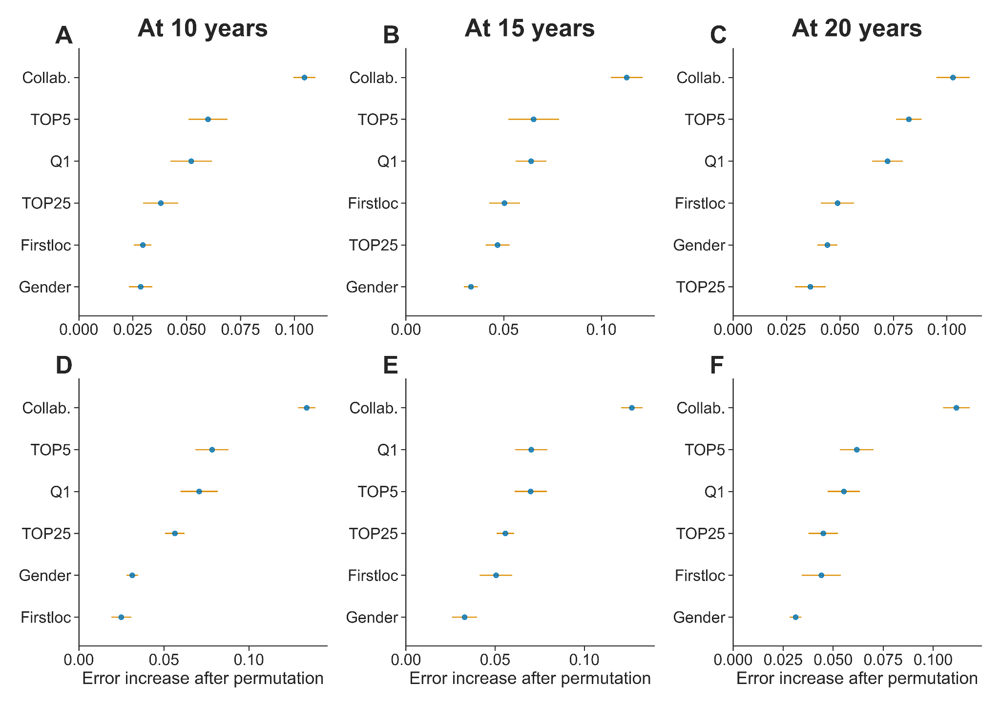 A At 10 years
Collab.
TOP5
Q1
TOP25
Firstloc
Gender
0.000 0.025 0.050 0.075 0.100
B At 15 years
Collab.
TOP5
Q1
Firstloc
TOP25
Gender
0.00 0.05 0.10
C At 20 years
Collab.
TOP5
Q1
Firstloc
Gender
TOP25
0.000 0.025 0.050 0.075 0.100
D
Collab.
TOP5
Q1
TOP25
Gender
Firstloc
0.00 0.05 0.10
Error increase after permutation
E
Collab.
Q1
TOP5
TOP25
Firstloc
Gender
0.00 0.05 0.10
Error increase after permutation
F
Collab.
TOP5
Q1
TOP25
Firstloc
Gender
0.000 0.025 0.050 0.075 0.100
Error increase after permutation